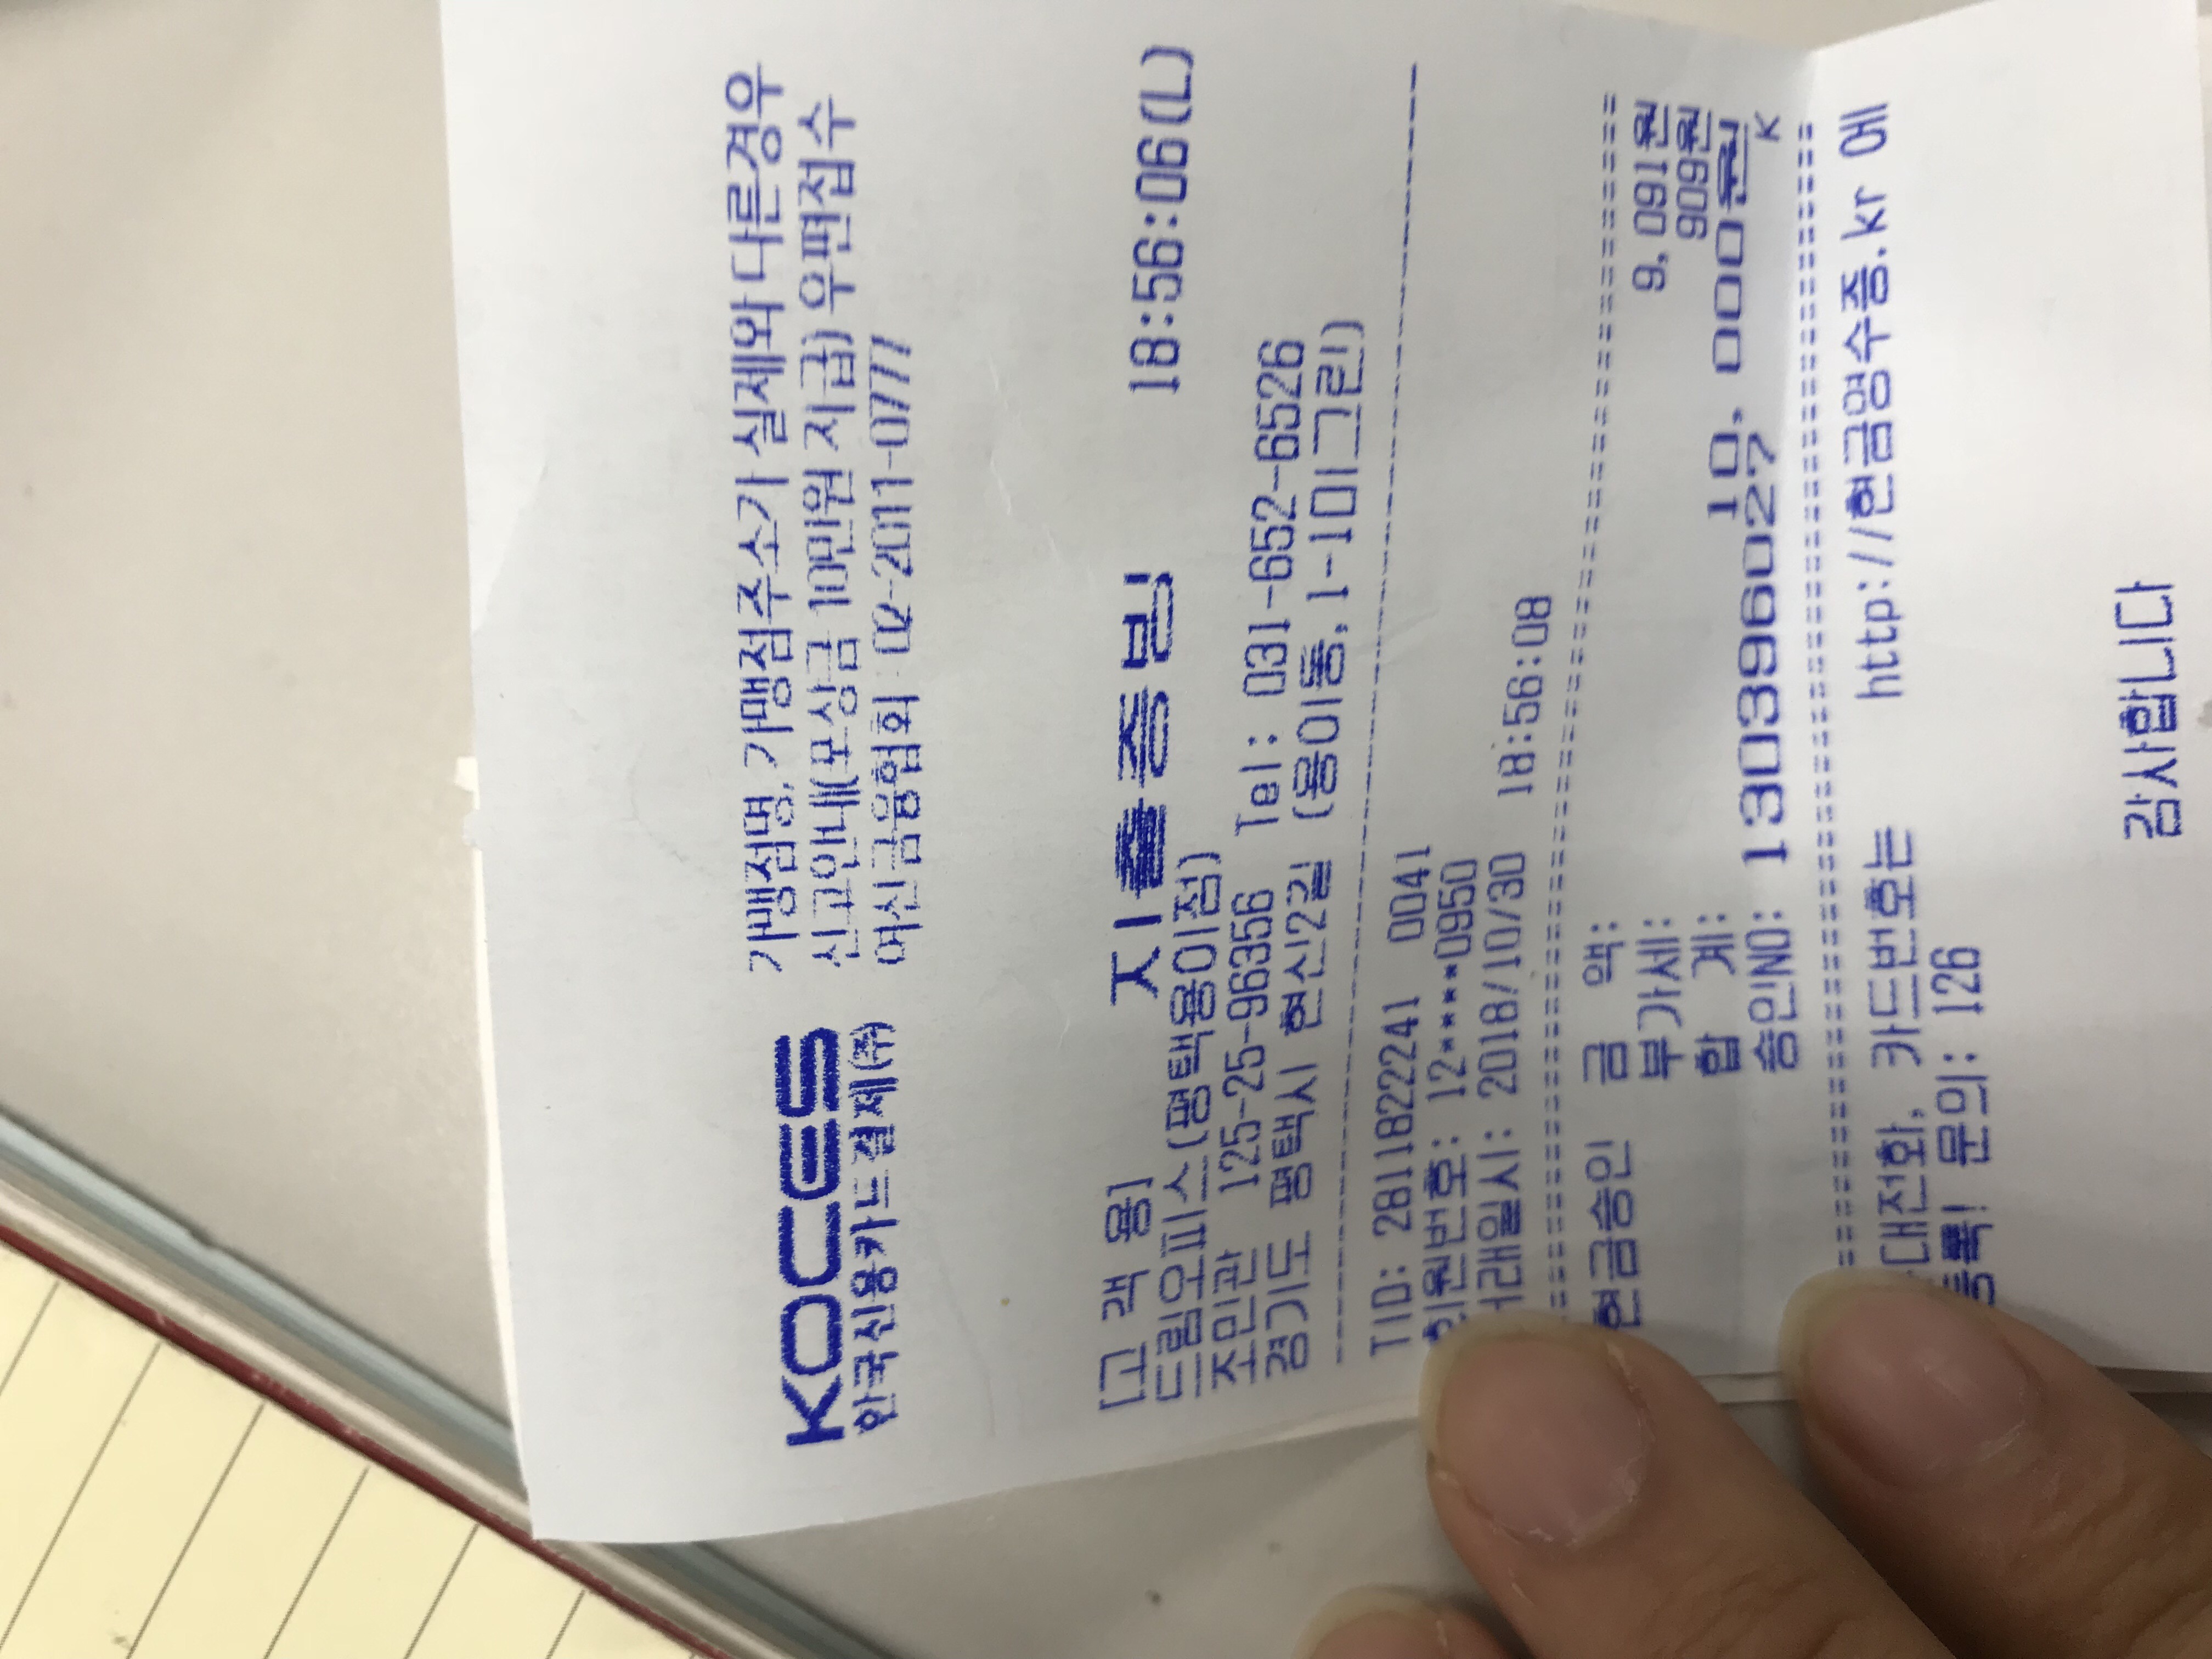 KOCES
한국신용카드결제(주)
가맹점명, 가맹점주소가 실제와 다른경우
신고안내(포상금 10만원 지급) 우편접수
여신금융협회 02-2011-0777
[고 객 용] 지출증빙 18:56:06(L)
드림오피스(평택용이점)
조민관 125-25-96356 Tel: 031-652-6526
경기도 평택시 현신2길 (용이동, 1-10이그린)
TID: 2811822241 0041
회원번호: 12****0950
거래일시: 2018/10/30 18:56:08
현금승인 금 액: 9,091원
부가세: 909원
합 계: 10,000원
승인NO: 130396027 K
대전화, 카드번호는 http://현금영수증.kr 에
등록! 문의: 126
감사합니다